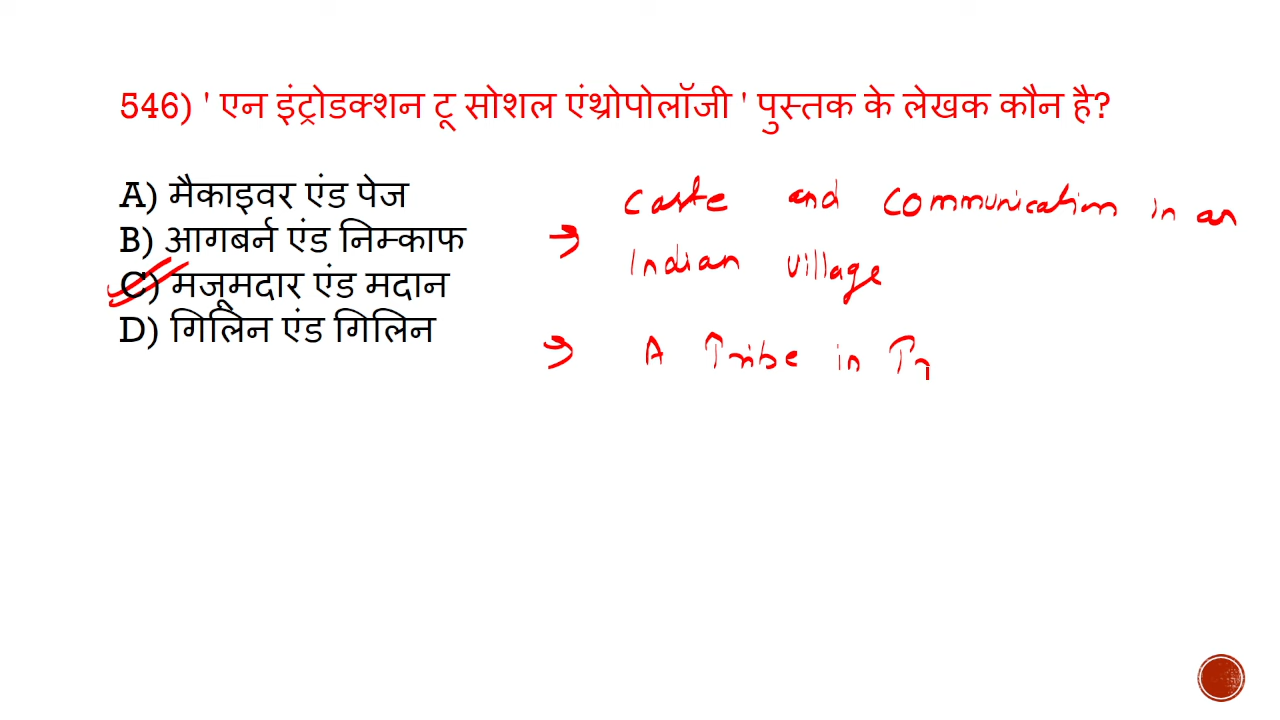 546) ' एन इंट्रोडक्शन टू सोशल एंथ्रोपोलॉजी ' पुस्तक के लेखक कौन है?
A) मैकाइवर एंड पेज
B) आगबर्न एंड निम्काफ
C) मजूमदार एंड मदान
D) गिलिन एंड गिलिन
→ Caste and Communication in an
Indian Village
→ A Tribe in Tr